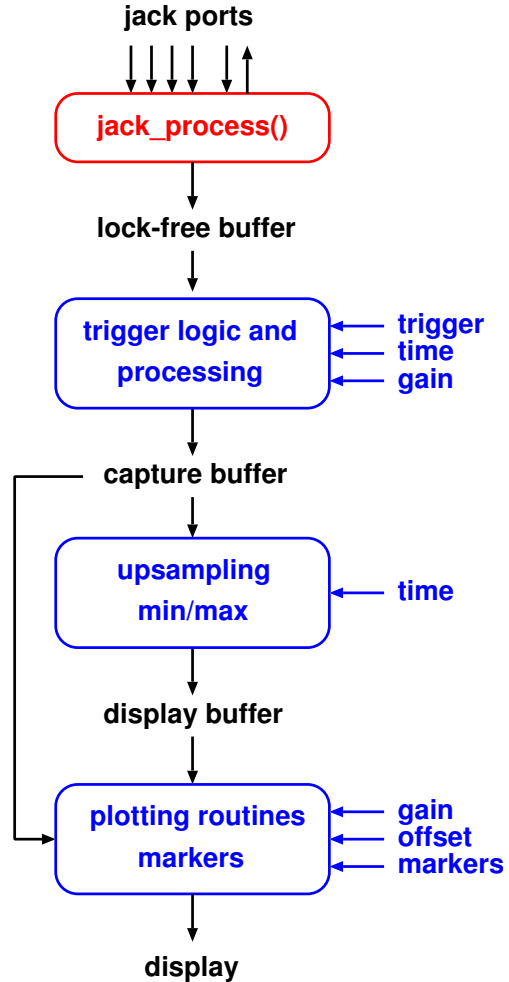 jack ports
jack_process()
lock-free buffer
trigger logic and
processing
trigger
time
gain
capture buffer
upsampling
min/max
time
display buffer
plotting routines
markers
gain
offset
markers
display